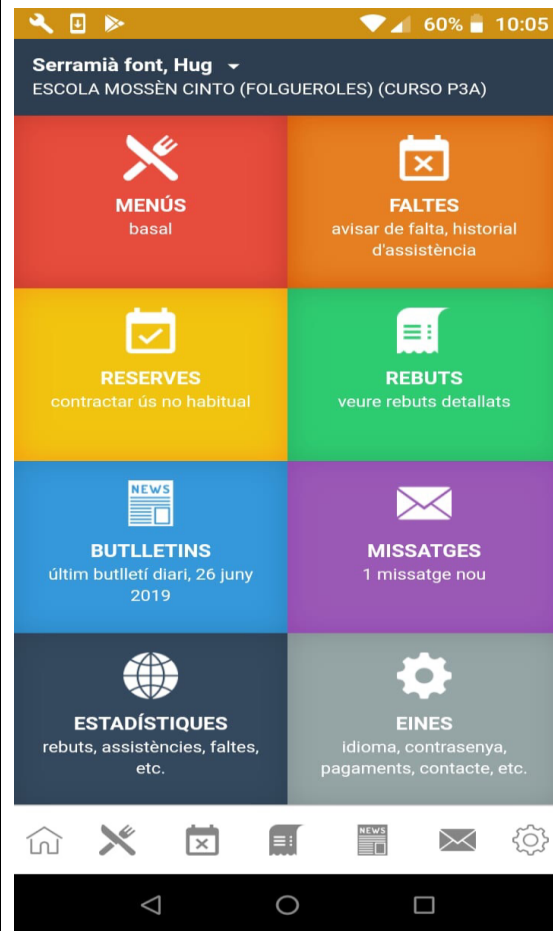 60% 10:05
Serramià font, Hug
ESCOLA MOSSÈN CINTO (FOLGUEROLES) (CURSO P3A)
MENÚS
basal
FALTES
avisar de falta, historial
d'assistència
RESERVES
contractar ús no habitual
REBUTS
veure rebuts detallats
NEWS
BUTLLETINS
últim butlletí diari, 26 juny
2019
MISSATGES
1 missatge nou
ESTADÍSTIQUES
rebuts, assistències, faltes,
etc.
EINES
idioma, contrasenya,
pagaments, contacte, etc.
NEWS